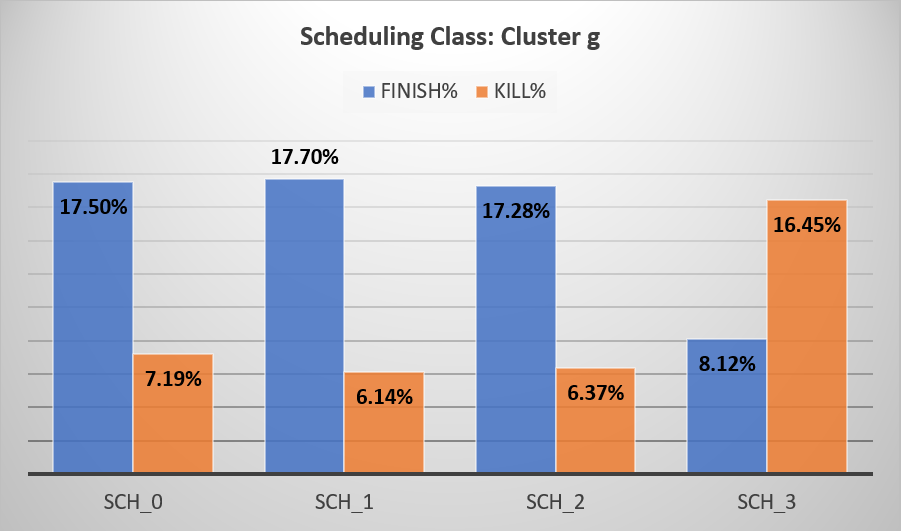 Scheduling Class: Cluster g
FINISH% KILL%
17.50%
7.19%
17.70%
6.14%
17.28%
6.37%
8.12%
16.45%
SCH_0 SCH_1 SCH_2 SCH_3